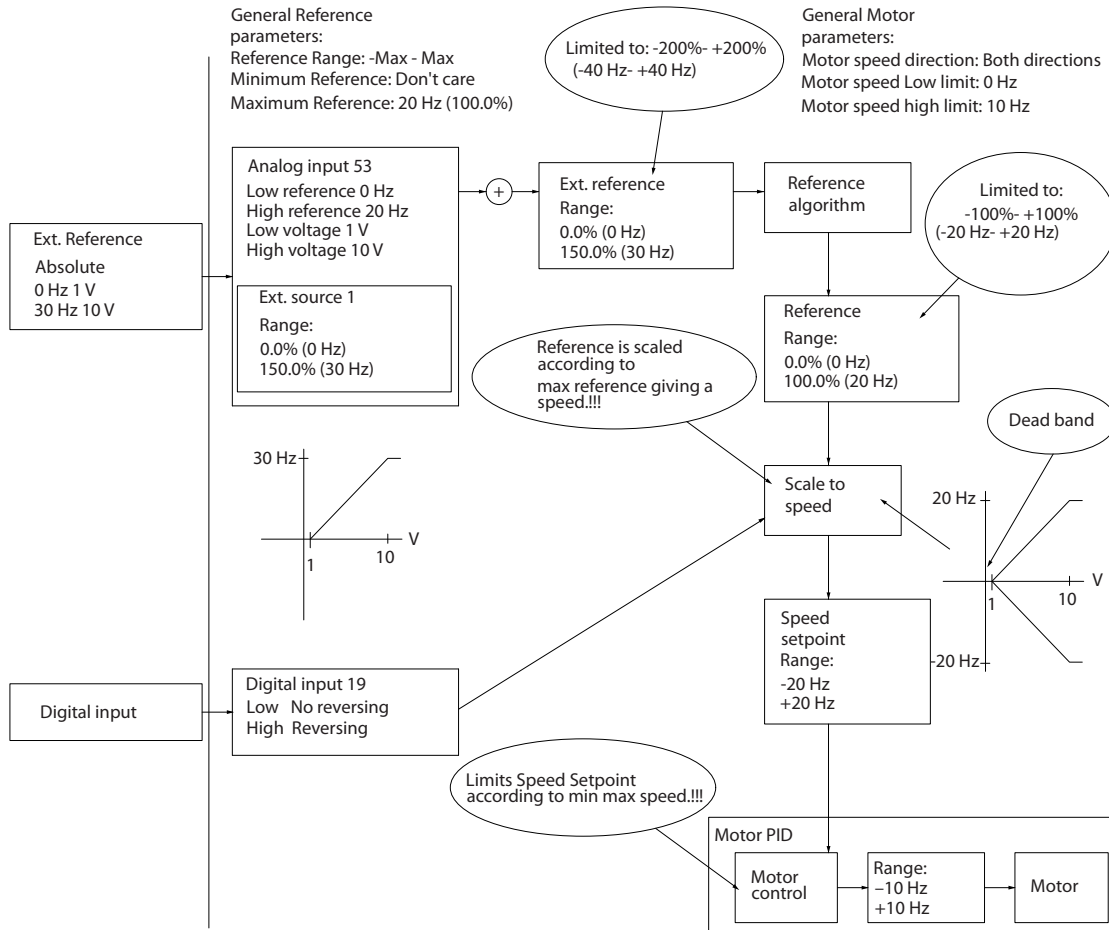 General Reference
parameters:
Reference Range: -Max - Max
Minimum Reference: Don't care
Maximum Reference: 20 Hz (100.0%)
Limited to: -200%- +200%
(-40 Hz- +40 Hz)
General Motor
parameters:
Motor speed direction: Both directions
Motor speed Low limit: 0 Hz
Motor speed high limit: 10 Hz
Ext. Reference
Absolute
0 Hz 1 V
30 Hz 10 V
Analog input 53
Low reference 0 Hz
High reference 20 Hz
Low voltage 1 V
High voltage 10 V
Ext. source 1
Range:
0.0% (0 Hz)
150.0% (30 Hz)
+
Ext. reference
Range:
0.0% (0 Hz)
150.0% (30 Hz)
Reference
algorithm
Limited to:
-100%- +100%
(-20 Hz- +20 Hz)
Reference
Range:
0.0% (0 Hz)
100.0% (20 Hz)
Reference is scaled
according to
max reference giving a
speed.!!!
Dead band
30 Hz
1
10
V
Scale to
speed
20 Hz
V
1
10
-20 Hz
Speed
setpoint
Range:
-20 Hz
+20 Hz
Digital input
Digital input 19
Low No reversing
High Reversing
Limits Speed Setpoint
according to min max speed.!!!
Motor PID
Motor
control
Range:
–10 Hz
+10 Hz
Motor